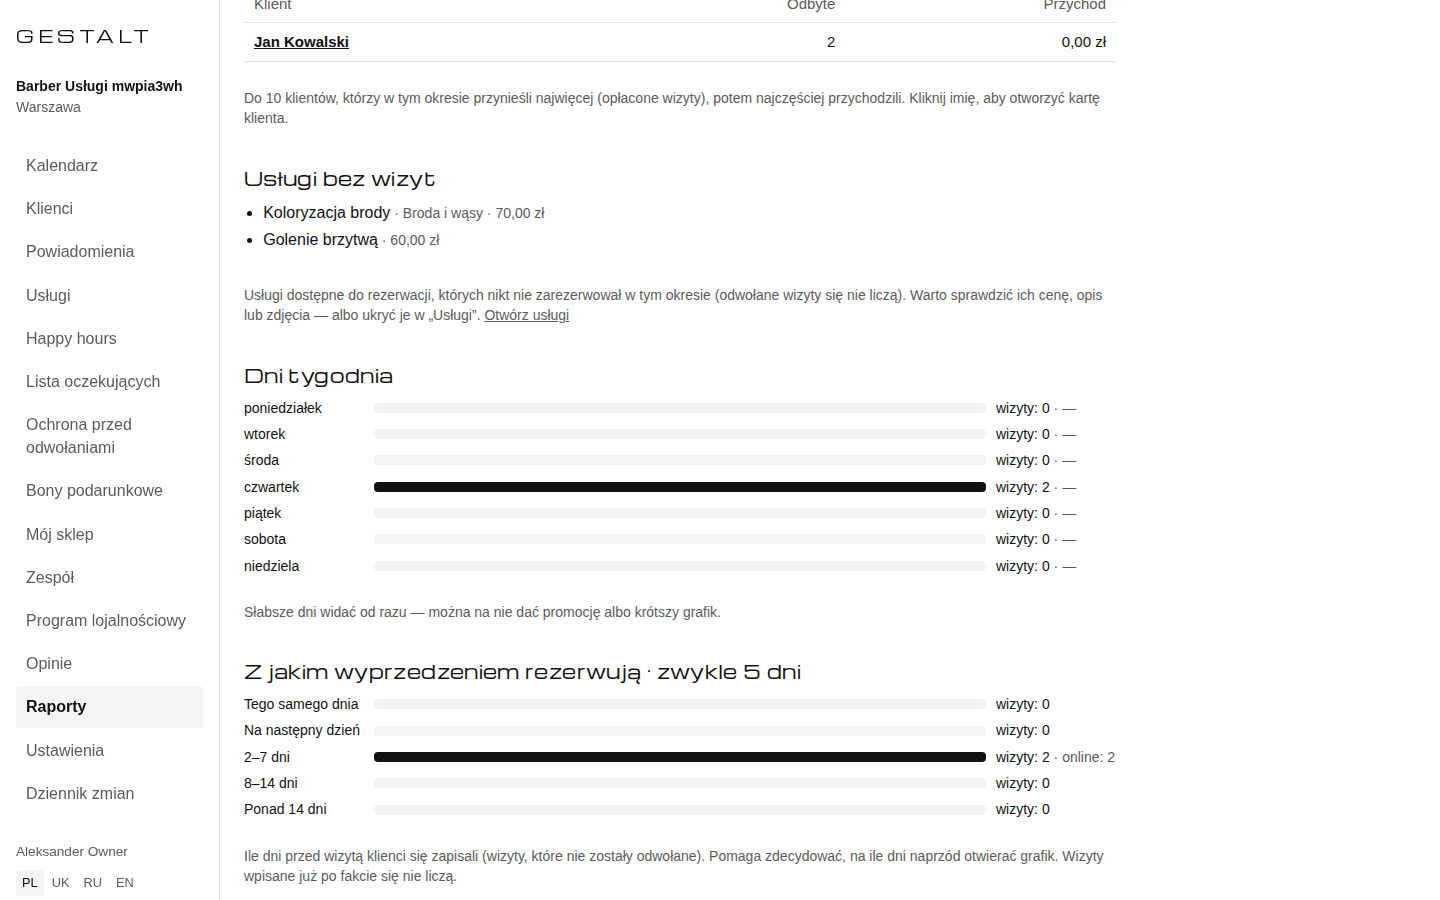 GESTALT
Barber Usługi mwpia3wh
Warszawa
Kalendarz
Klienci
Powiadomienia
Usługi
Happy hours
Lista oczekujących
Ochrona przed
odwołaniami
Bony podarunkowe
Mój sklep
Zespół
Program lojalnościowy
Opinie
Raporty
Ustawienia
Dziennik zmian
Aleksander Owner
PL UK RU EN
Klient Odbyte Przychód
Jan Kowalski 2 0,00 zł
Do 10 klientów, którzy w tym okresie przynieśli najwięcej (opłacone wizyty), potem najczęściej przychodzili. Kliknij imię, aby otworzyć kartę
klienta.
Usługi bez wizyt
• Koloryzacja brody · Broda i wąsy · 70,00 zł
• Golenie brzytwą · 60,00 zł
Usługi dostępne do rezerwacji, których nikt nie zarezerwował w tym okresie (odwołane wizyty się nie liczą). Warto sprawdzić ich cenę, opis
lub zdjęcia — albo ukryć je w „Usługi”. Otwórz usługi
Dni tygodnia
poniedziałek wizyty: 0 · —
wtorek wizyty: 0 · —
środa wizyty: 0 · —
czwartek wizyty: 2 · —
piątek wizyty: 0 · —
sobota wizyty: 0 · —
niedziela wizyty: 0 · —
Słabsze dni widać od razu — można na nie dać promocję albo krótszy grafik.
Z jakim wyprzedzeniem rezerwują · zwykle 5 dni
Tego samego dnia wizyty: 0
Na następny dzień wizyty: 0
2–7 dni wizyty: 2 · online: 2
8–14 dni wizyty: 0
Ponad 14 dni wizyty: 0
Ile dni przed wizytą klienci się zapisali (wizyty, które nie zostały odwołane). Pomaga zdecydować, na ile dni naprzód otwierać grafik. Wizyty
wpisane już po fakcie się nie liczą.